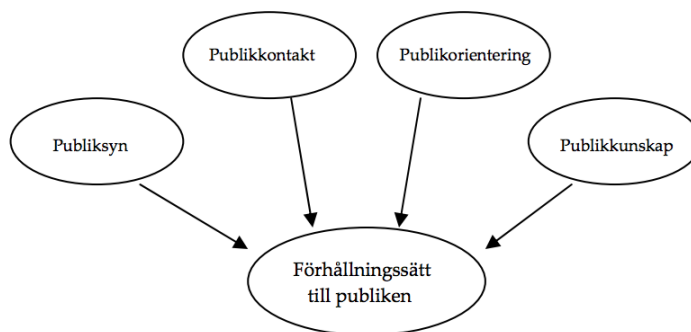 Publikkontakt
Publikorientering
Publiksyn
Publikkunskap
Förhållningssätt
till publiken